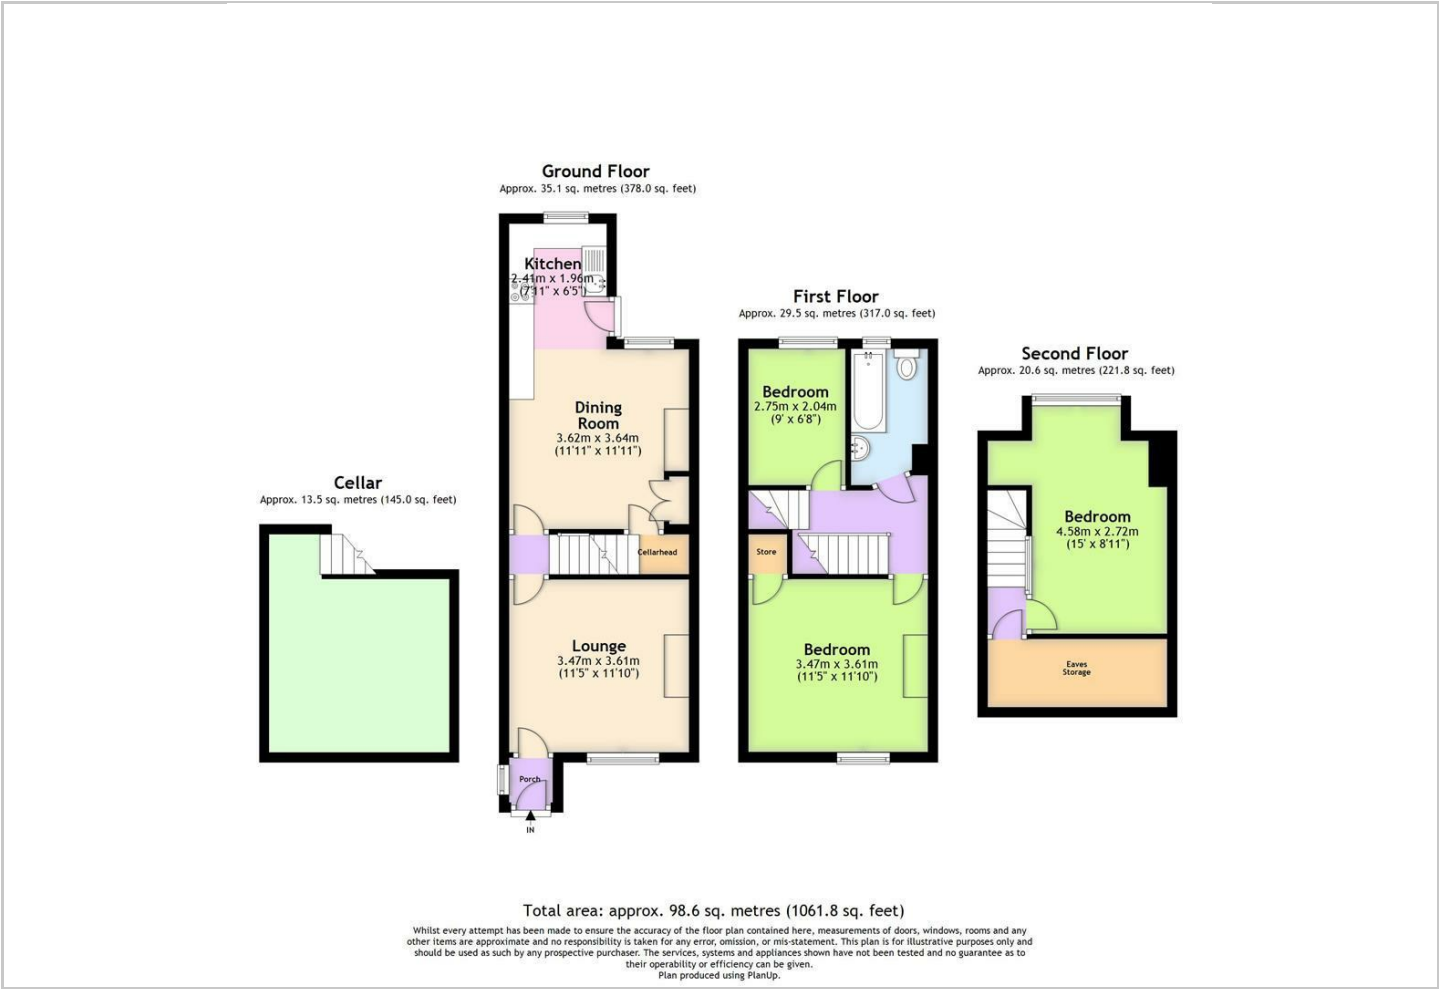 Ground Floor
Approx. 35.1 sq. metres (378.0 sq. feet)
Kitchen
2.41m x 1.96m
(7'11" x 6'5")
Dining
Room
3.62m x 3.64m
(11'11" x 11'11")
Cellarhead
Lounge
3.47m x 3.61m
(11'5" x 11'10")
Porch
IN
First Floor
Approx. 29.5 sq. metres (317.0 sq. feet)
Bedroom
2.75m x 2.04m
(9' x 6'8")
Store
Bedroom
3.47m x 3.61m
(11'5" x 11'10")
Second Floor
Approx. 20.6 sq. metres (221.8 sq. feet)
Bedroom
4.58m x 2.72m
(15' x 8'11")
Eaves
Storage
Cellar
Approx. 13.5 sq. metres (145.0 sq. feet)
Total area: approx. 98.6 sq. metres (1061.8 sq. feet)
Whilst every attempt has been made to ensure the accuracy of the floor plan contained here, measurements of doors, windows, rooms and any
other items are approximate and no responsibility is taken for any error, omission, or mis-statement. This plan is for illustrative purposes only and
should be used as such by any prospective purchaser. The services, systems and appliances shown have not been tested and no guarantee as to
their operability or efficiency can be given.
Plan produced using PlanUp.